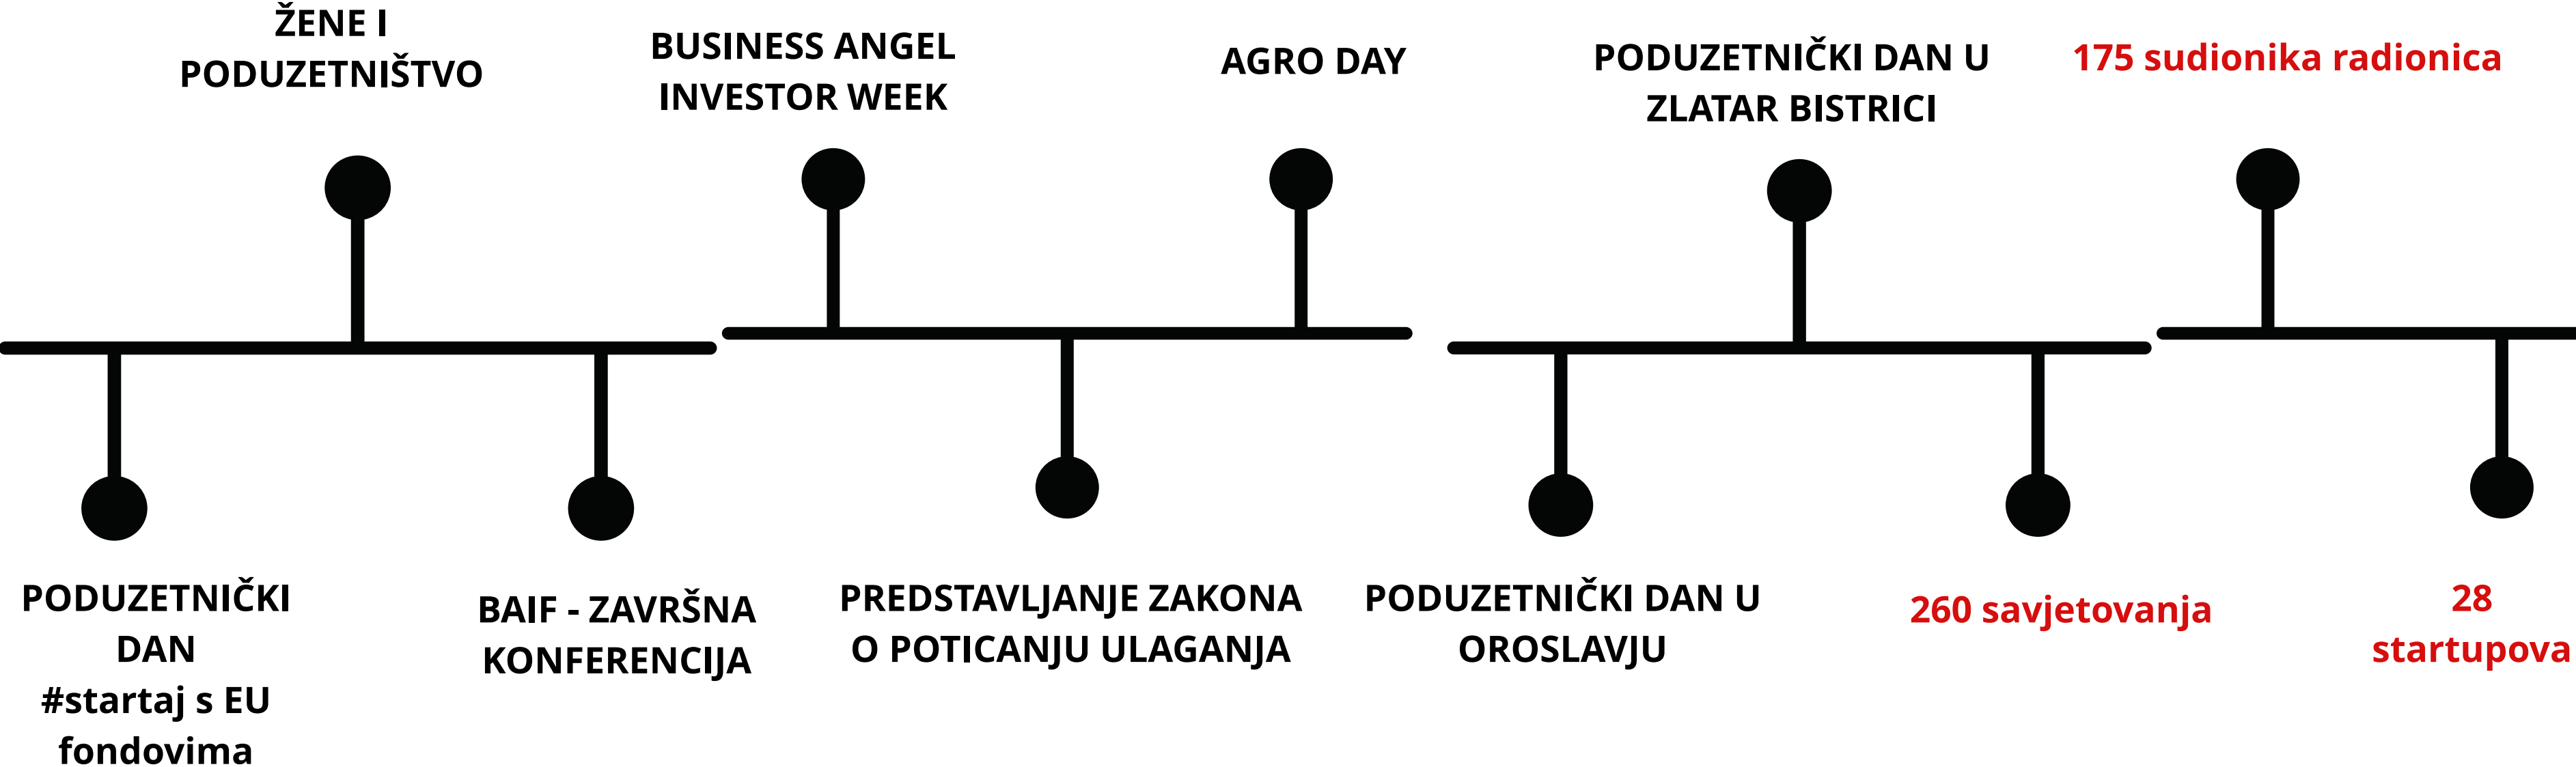 ŽENE I
PODUZETNIŠTVO
BUSINESS ANGEL
INVESTOR WEEK
AGRO DAY
PODUZETNIČKI DAN U
ZLATAR BISTRICI
175 sudionika radionica
PODUZETNIČKI
DAN
#startaj s EU
fondovima
BAIF - ZAVRŠNA
KONFERENCIJA
PREDSTAVLJANJE ZAKONA
O POTICANJU ULAGANJA
PODUZETNIČKI DAN U
OROSLAVJU
260 savjetovanja
28
startupova